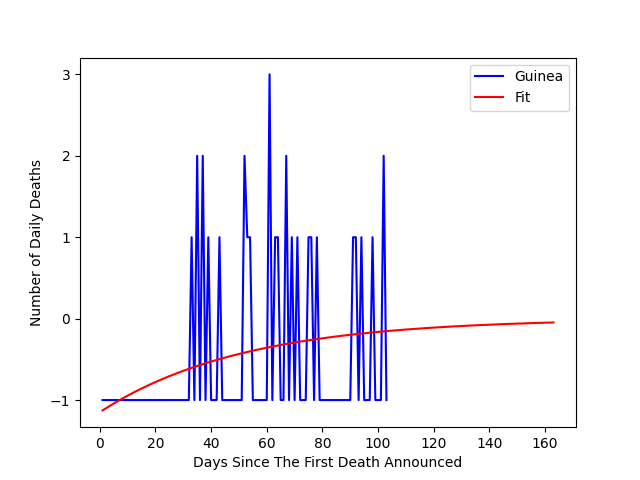 Guinea
Fit
Number of Daily Deaths
3
2
1
0
−1
0 20 40 60 80 100 120 140 160
Days Since The First Death Announced